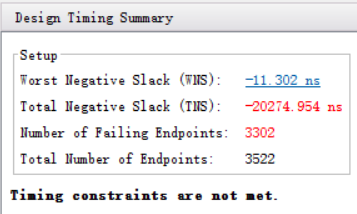 Design Timing Summary
Setup
Worst Negative Slack (WNS): -11.302 ns
Total Negative Slack (TNS): -20274.954 ns
Number of Failing Endpoints: 3302
Total Number of Endpoints: 3522
Timing constraints are not met.